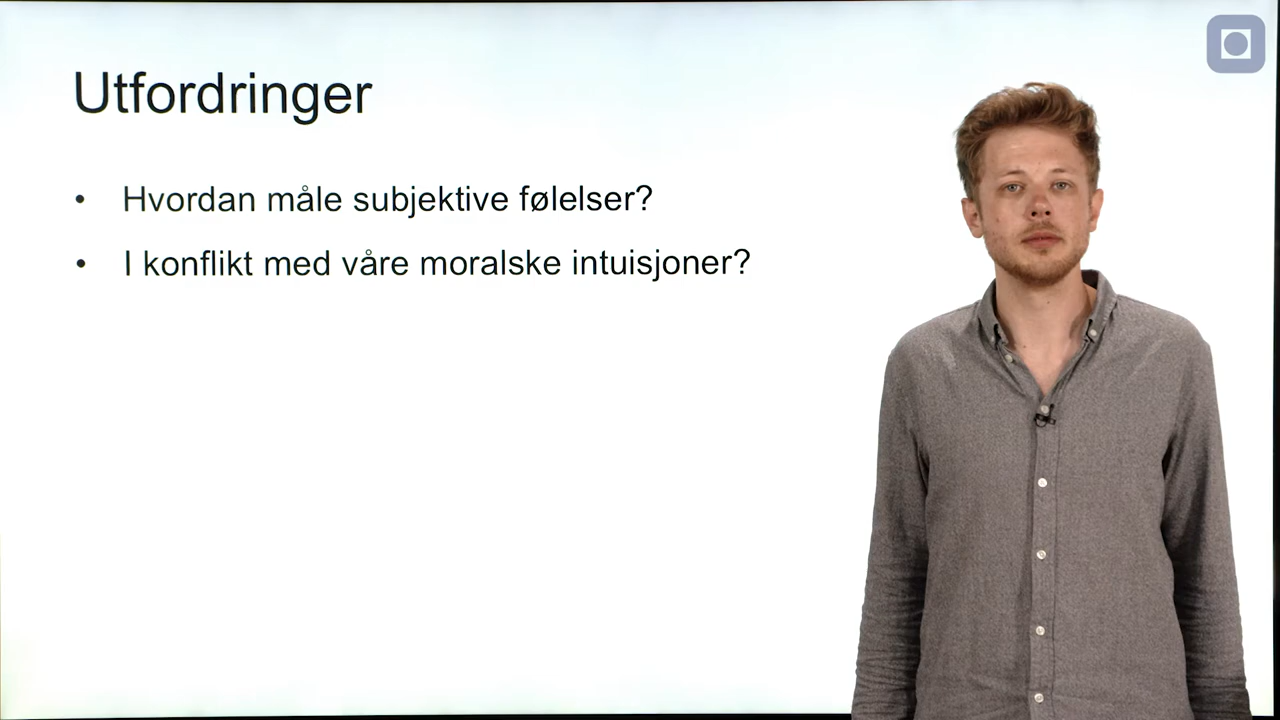 Utfordringer
• Hvordan måle subjektive følelser?
• I konflikt med våre moralske intuisjoner?